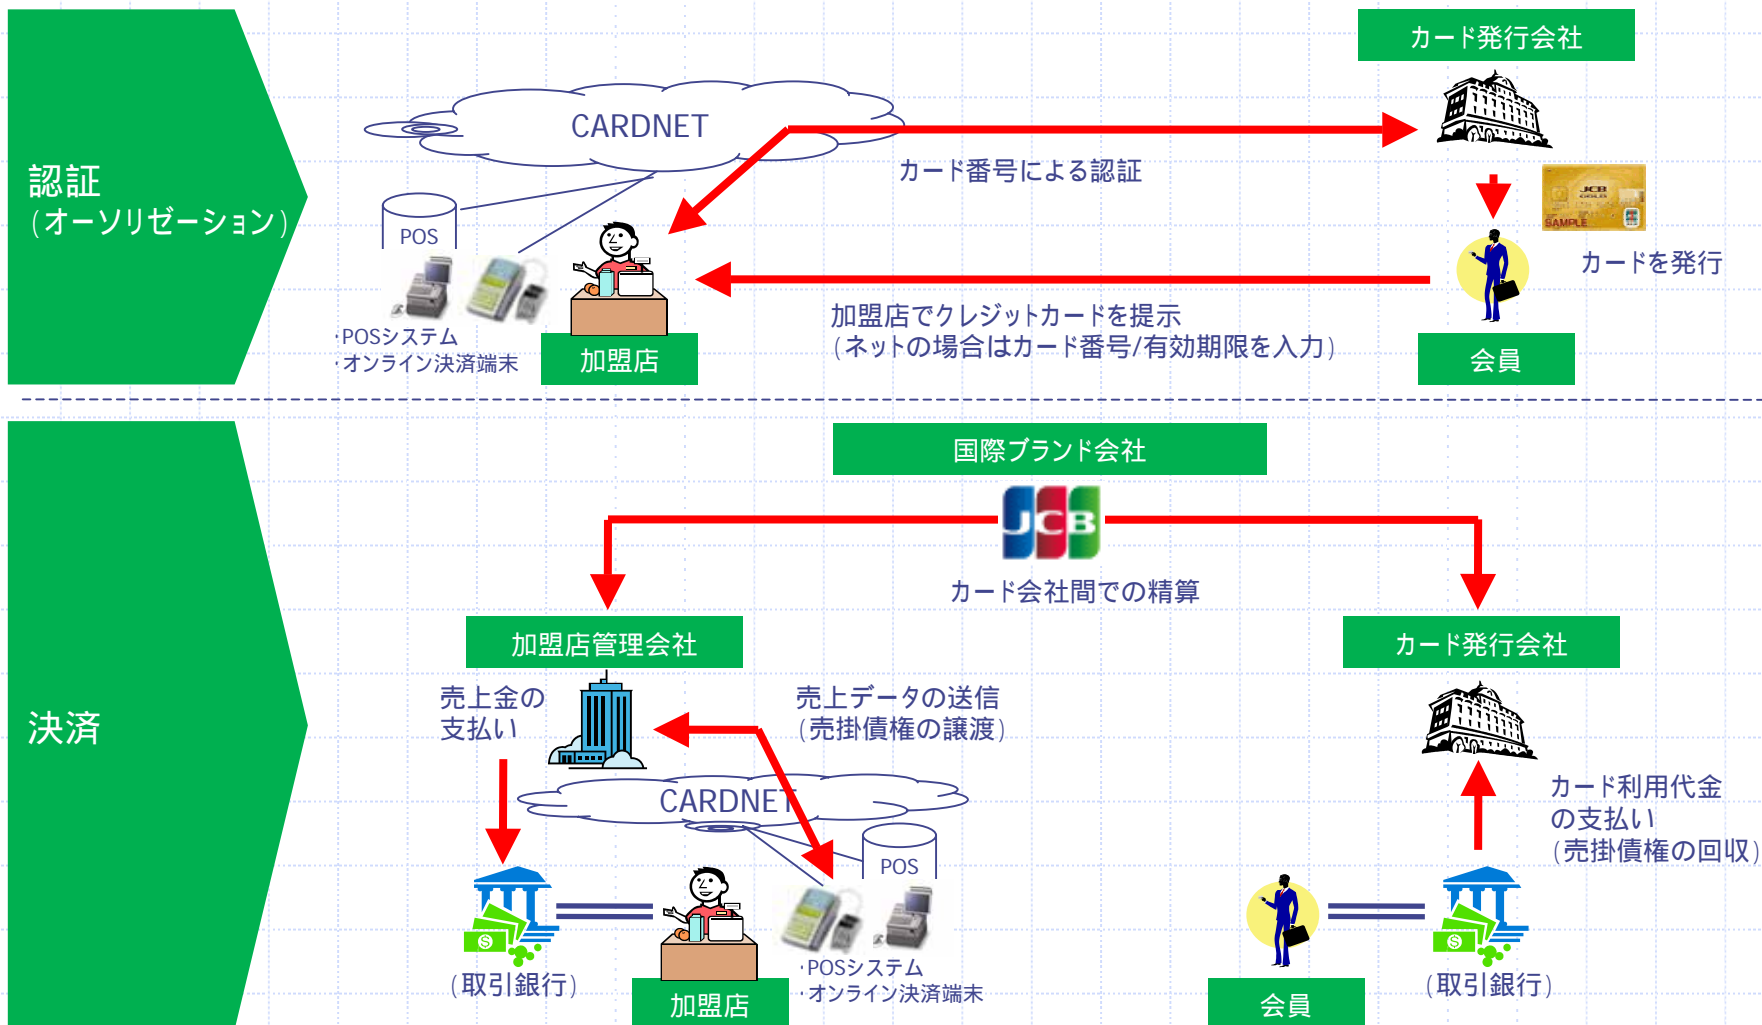 カード発行会社
CARDNET
カード番号による認証
認証
(オーソリゼーション)
POS
JCB
GOLD
SAMPLE
カードを発行
加盟店でクレジットカードを提示
(ネットの場合はカード番号/有効期限を入力)
・POSシステム
・オンライン決済端末
加盟店
会員
国際ブランド会社
JCB
カード会社間での精算
加盟店管理会社
カード発行会社
決済
売上金の
支払い
売上データの送信
(売掛債権の譲渡)
CARDNET
POS
カード利用代金
の支払い
(売掛債権の回収)
・POSシステム
・オンライン決済端末
(取引銀行)
加盟店
会員
(取引銀行)